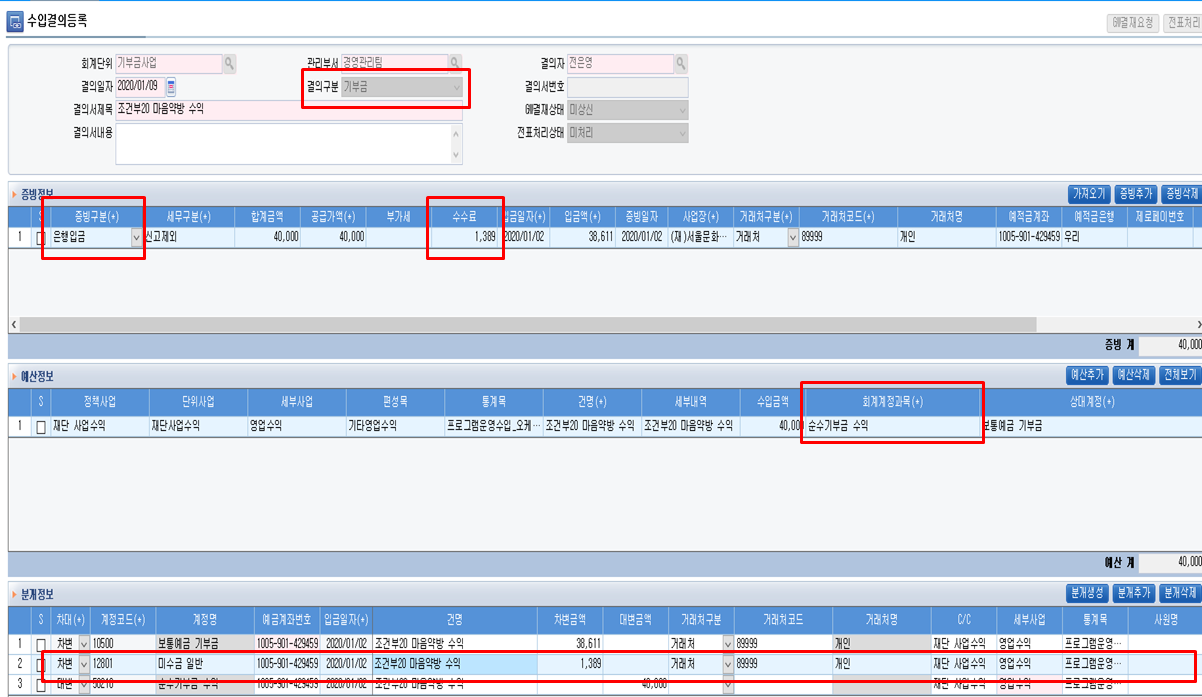 수입결의등록
결재요청 전표처리
회계단위 기부금사업 관리부서 경영관리팀 결의자 전은영
결의일자 2020/01/09 결의구분 기부금 결의서번호
결의서제목 조건부20 마음약방 수익 결재상태 미상신
결의서내용 전표처리상태 미처리
증빙정보 가져오기 증빙추가 증빙삭제
S 증빙구분(+) 세무구분(+) 합계금액 공급가액(+) 부가세 수수료 입금일자(+) 입금액(+) 증빙일자 사업장(+) 거래처구분(+) 거래처코드(+) 거래처명 예적금계좌 예적금은행 제로페이번호
1 은행입금 신고제외 40,000 40,000 1,389 2020/01/02 38,611 2020/01/02 (재)서울문화… 거래처 89999 개인 1005-901-429459 우리
증빙 계 40,000
예산정보 예산추가 예산삭제 전체보기
S 정책사업 단위사업 세부사업 편성목 통계목 건명(+) 세부내역 수입금액 회계계정과목(+) 상대계정(+)
1 재단 사업수익 재단사업수익 영업수익 기타영업수익 프로그램운영수입_오케… 조건부20 마음약방 수익 조건부20 마음약방 수익 40,000 순수기부금 수익 보통예금 기부금
예산 계 40,000
분개정보 분개생성 분개추가 분개삭제
S 차대(+) 계정코드(+) 계정명 예금계좌번호 입금일자(+) 건명 차변금액 대변금액 거래처구분 거래처코드 거래처명 C/C 세부사업 통계목 사원명
1 차변 10500 보통예금 기부금 1005-901-429459 2020/01/02 조건부20 마음약방 수익 38,611 거래처 89999 개인 재단 사업수익 영업수익 프로그램운영…
2 차변 12801 미수금 일반 1005-901-429459 2020/01/02 조건부20 마음약방 수익 1,389 거래처 89999 개인 재단 사업수익 영업수익 프로그램운영…
3 대변 순수기부금 수익 1005-901-429459 2020/01/02 조건부20 마음약방 수익 40,000 재단 사업수익 영업수익 프로그램운영…